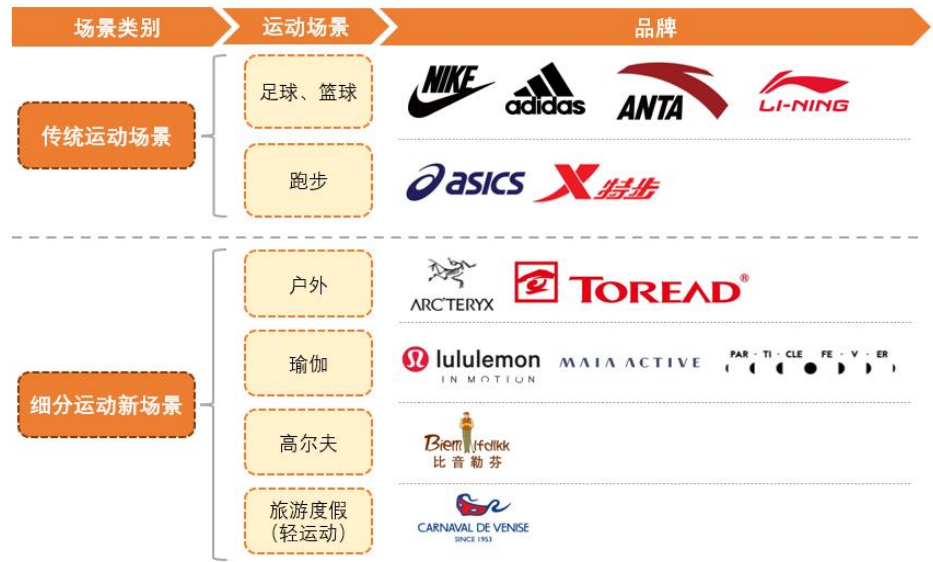 场景类别
运动场景
品牌
传统运动场景
足球、篮球
NIKE
adidas
ANTA
LI-NING
跑步
asics
特步
细分运动新场景
户外
ARC'TERYX
TOREAD®
瑜伽
lululemon
IN MOTION
MAIA ACTIVE
PAR · TI · CLE FE · V · ER
高尔夫
Biem lfdlkk
比音勒芬
旅游度假
（轻运动）
CARNAVAL DE VENISE
SINCE 1953